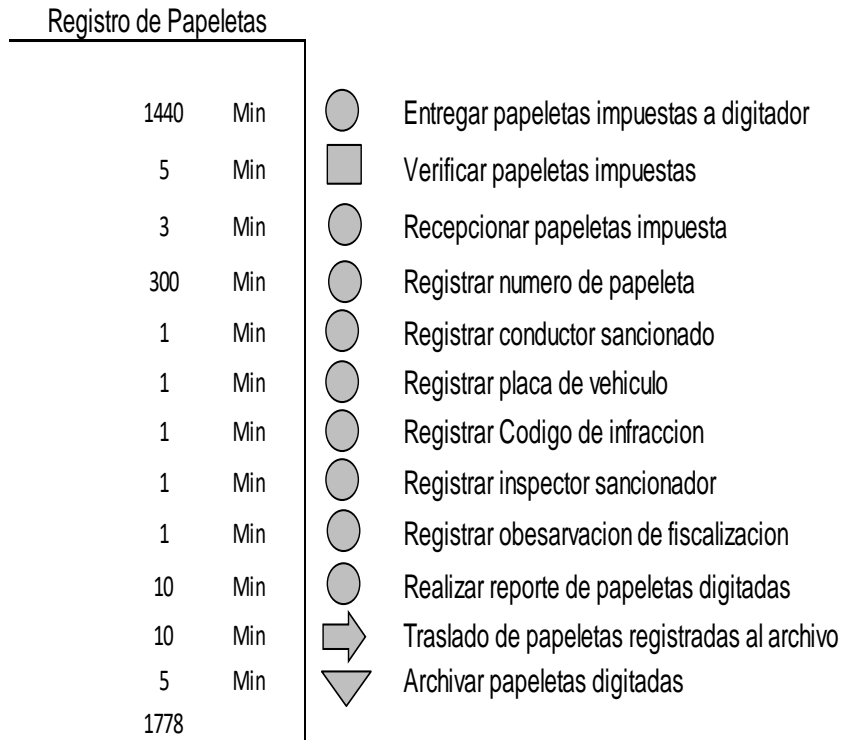 Registro de Papeletas
1440 Min Entregar papeletas impuestas a digitador
5 Min Verificar papeletas impuestas
3 Min Recepcionar papeletas impuesta
300 Min Registrar numero de papeleta
1 Min Registrar conductor sancionado
1 Min Registrar placa de vehiculo
1 Min Registrar Codigo de infraccion
1 Min Registrar inspector sancionador
1 Min Registrar obesarvacion de fiscalizacion
10 Min Realizar reporte de papeletas digitadas
10 Min Traslado de papeletas registradas al archivo
5 Min Archivar papeletas digitadas
1778